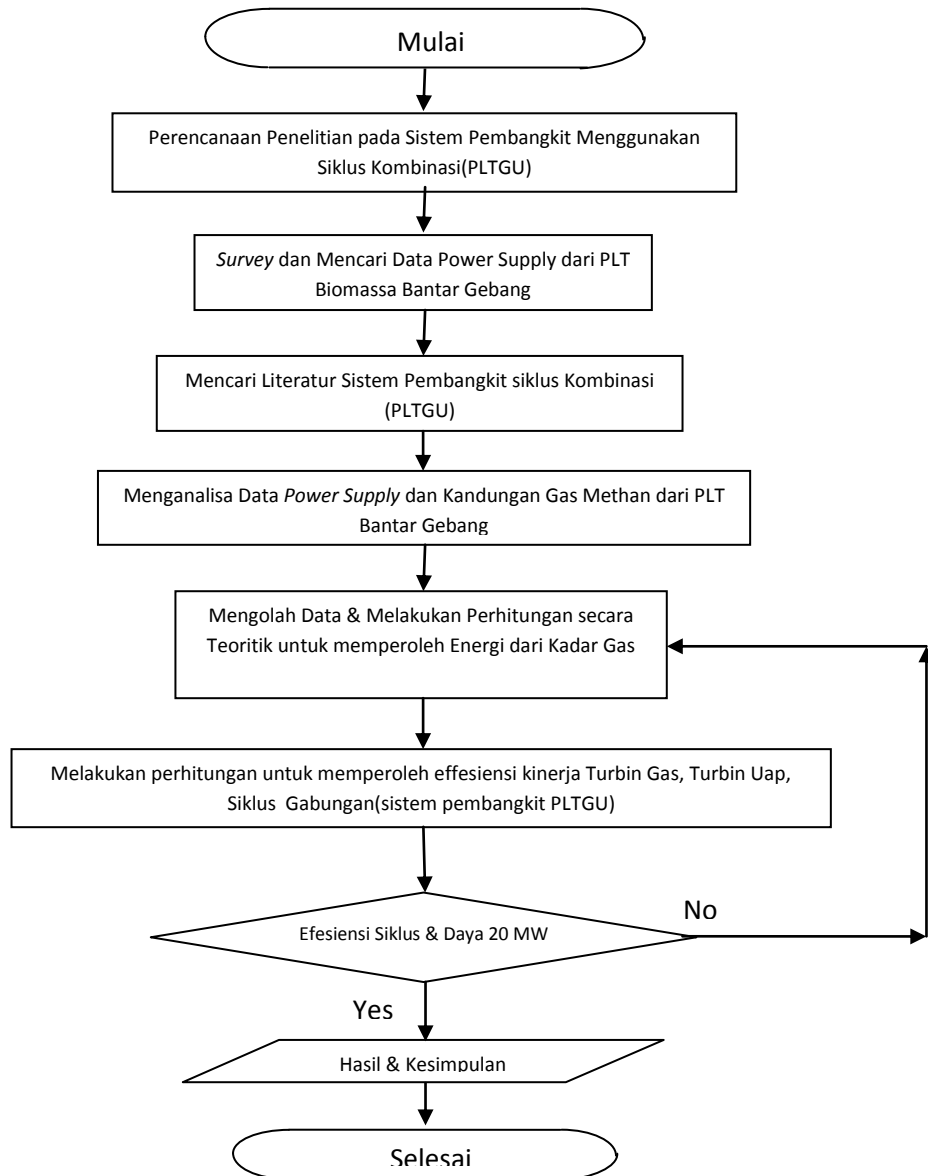 Mulai
Perencanaan Penelitian pada Sistem Pembangkit Menggunakan
Siklus Kombinasi(PLTGU)
Survey dan Mencari Data Power Supply dari PLT
Biomassa Bantar Gebang
Mencari Literatur Sistem Pembangkit siklus Kombinasi
(PLTGU)
Menganalisa Data Power Supply dan Kandungan Gas Methan dari PLT
Bantar Gebang
Mengolah Data & Melakukan Perhitungan secara
Teoritik untuk memperoleh Energi dari Kadar Gas
Melakukan perhitungan untuk memperoleh effesiensi kinerja Turbin Gas, Turbin Uap,
Siklus Gabungan(sistem pembangkit PLTGU)
No
Efesiensi Siklus & Daya 20 MW
Yes
Hasil & Kesimpulan
Selesai